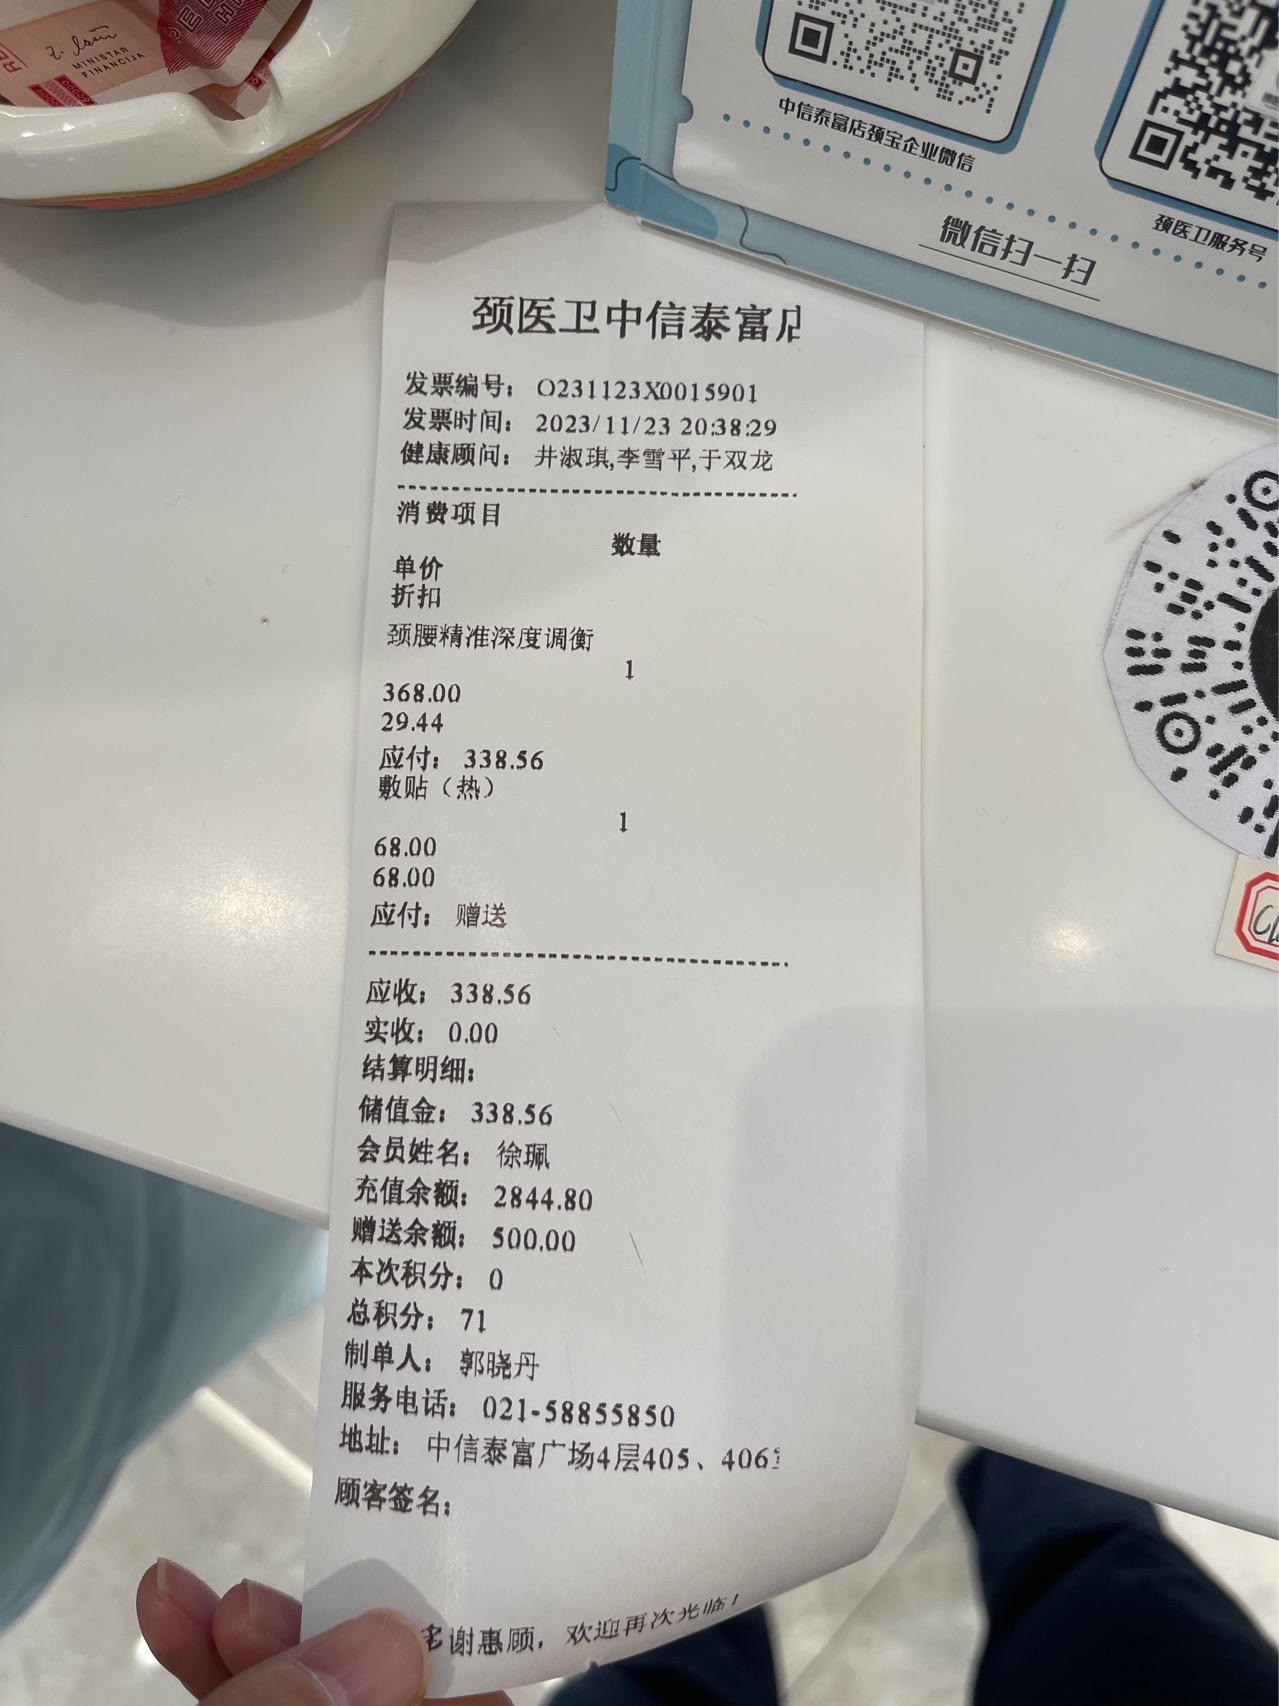 MINISTAR
FINANCIJA
中信泰富店颈宝企业微信
颈医卫服务号
微信扫一扫
颈医卫中信泰富店
发票编号： O231123X0015901
发票时间： 2023/11/23 20:38:29
健康顾问： 井淑琪,李雪平,于双龙
消费项目
数量
单价
折扣
颈腰精准深度调衡
1
368.00
29.44
应付： 338.56
敷贴（热）
1
68.00
68.00
应付： 赠送
应收： 338.56
实收： 0.00
结算明细：
储值金： 338.56
会员姓名： 徐珮
充值余额： 2844.80
赠送余额： 500.00
本次积分： 0
总积分： 71
制单人： 郭晓丹
服务电话： 021-58855850
地址： 中信泰富广场4层405、406
顾客签名：
多谢惠顾，欢迎再次光临！